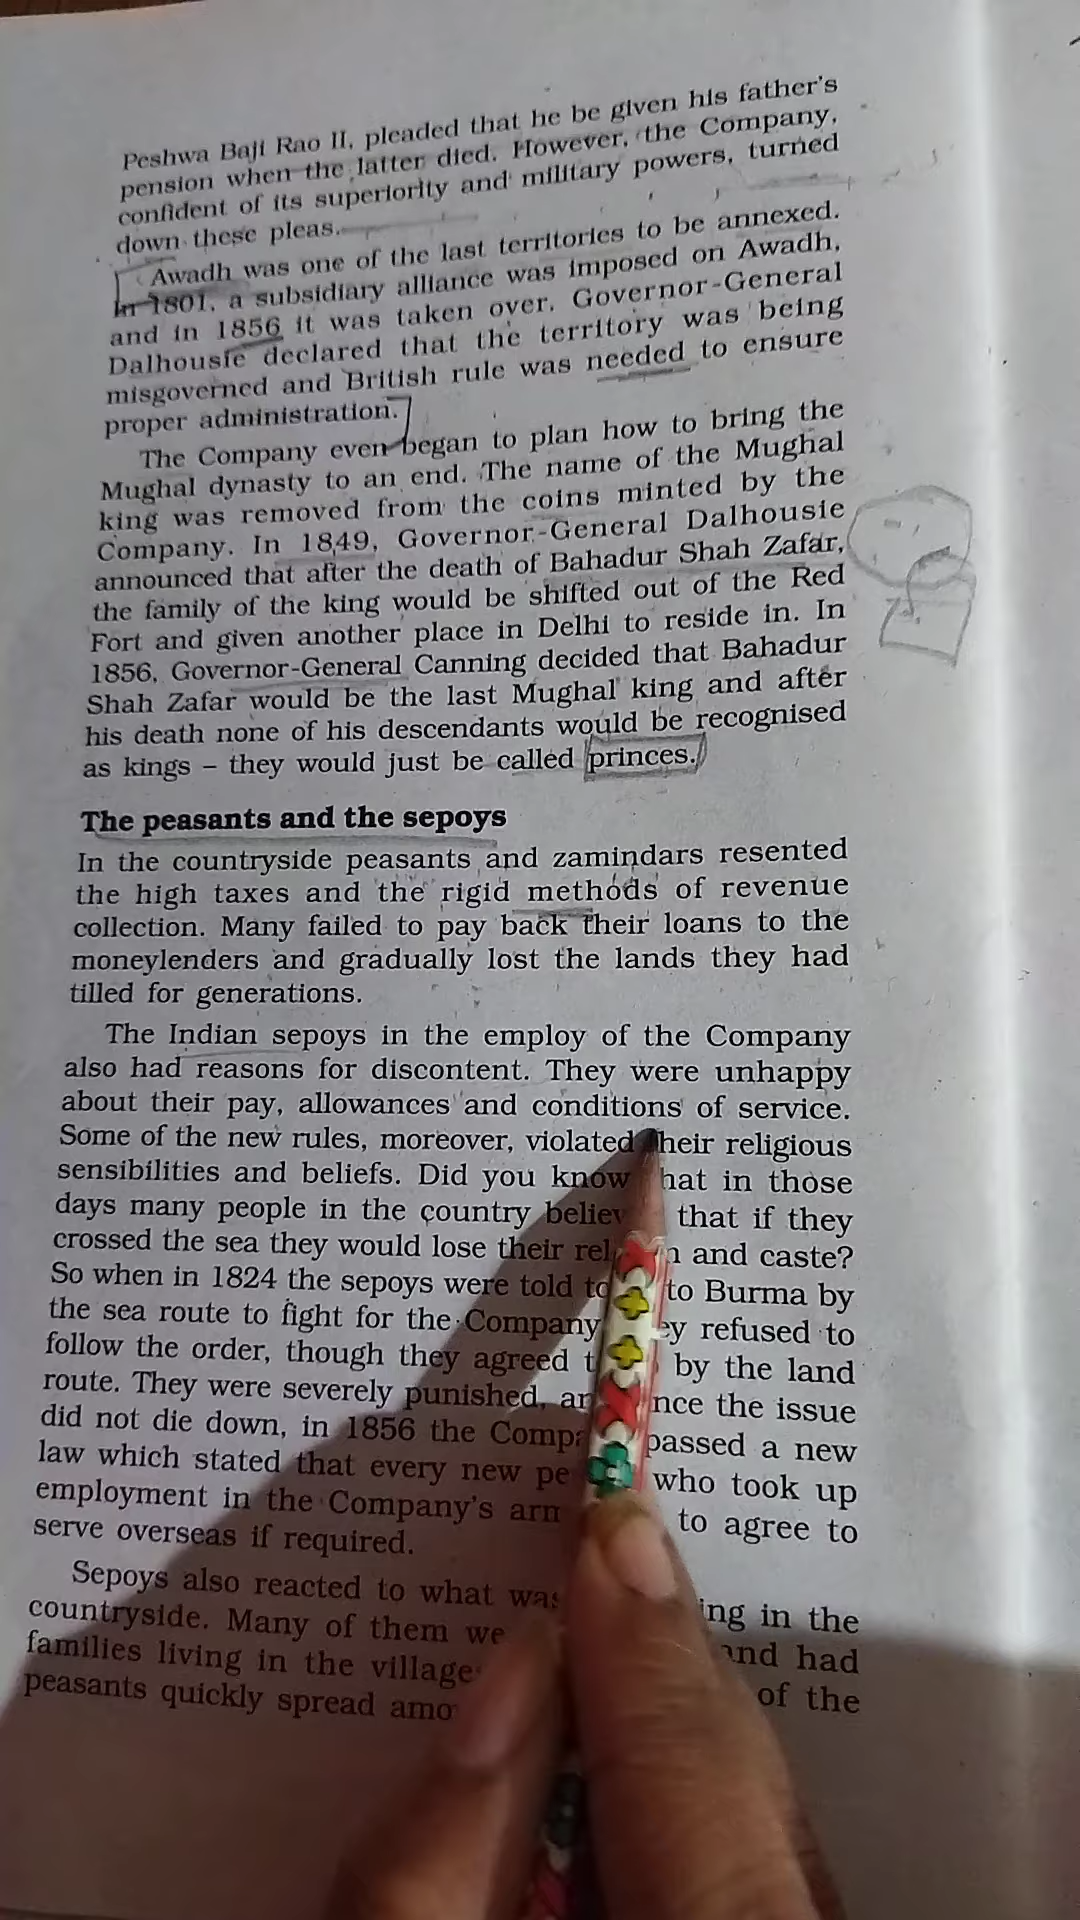 Peshwa Baji Rao II, pleaded that he be given his father's
pension when the latter died. However, the Company,
confident of its superiority and military powers, turned
down these pleas.
Awadh was one of the last territories to be annexed.
In 1801, a subsidiary alliance was imposed on Awadh,
and in 1856 it was taken over. Governor-General
Dalhousie declared that the territory was being
misgoverned and British rule was needed to ensure
proper administration.
The Company even began to plan how to bring the
Mughal dynasty to an end. The name of the Mughal
king was removed from the coins minted by the
Company. In 1849, Governor-General Dalhousie
announced that after the death of Bahadur Shah Zafar,
the family of the king would be shifted out of the Red
Fort and given another place in Delhi to reside in. In
1856, Governor-General Canning decided that Bahadur
Shah Zafar would be the last Mughal king and after
his death none of his descendants would be recognised
as kings – they would just be called princes.
The peasants and the sepoys
In the countryside peasants and zamindars resented
the high taxes and the rigid methods of revenue
collection. Many failed to pay back their loans to the
moneylenders and gradually lost the lands they had
tilled for generations.
The Indian sepoys in the employ of the Company
also had reasons for discontent. They were unhappy
about their pay, allowances and conditions of service.
Some of the new rules, moreover, violated their religious
sensibilities and beliefs. Did you know that in those
days many people in the country that if they
crossed the sea they would lose their and caste?
So when in 1824 the sepoys were told to Burma by
the sea route to fight for the Company refused to
follow the order, though they agreed by the land
route. They were severely punished, the issue
did not die down, in 1856 the passed a new
law which stated that every new who took up
employment in the Company's to agree to
serve overseas if required.
Sepoys also reacted to what in the
countryside. Many of them and had
families living in the of the
peasants quickly spread